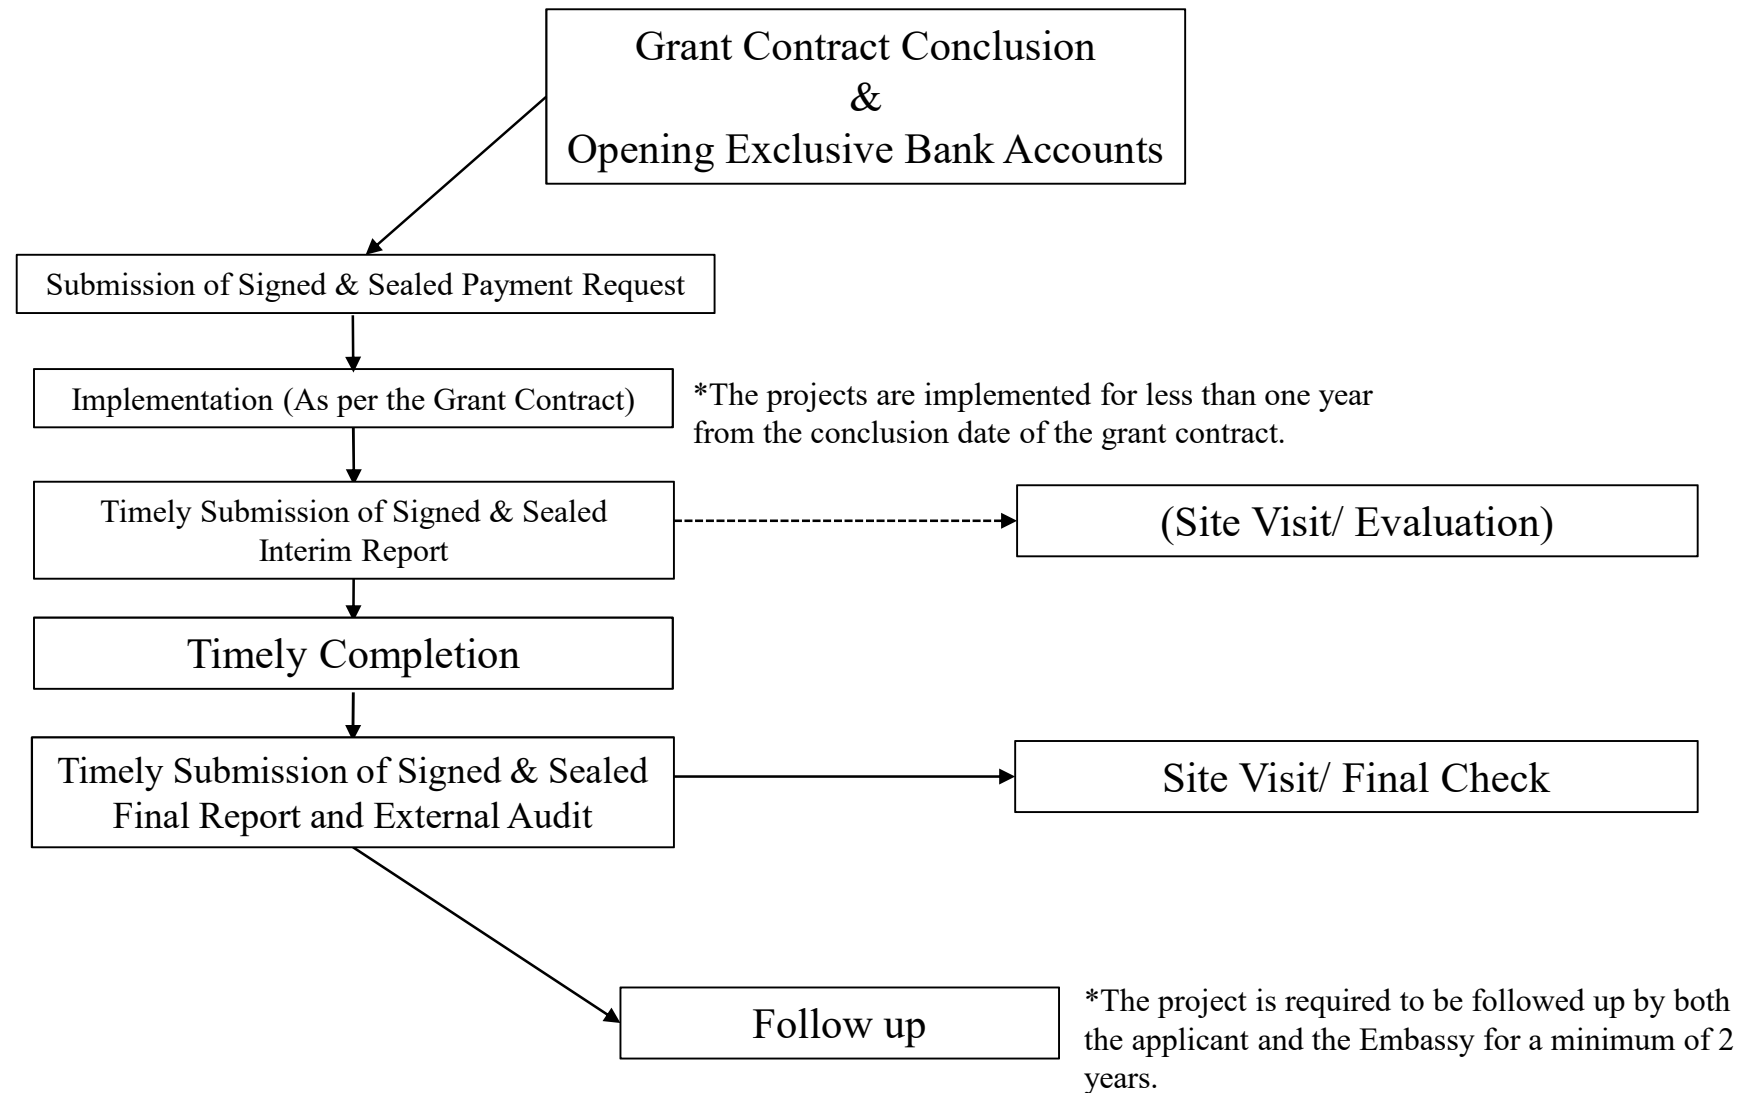 Grant Contract Conclusion
&
Opening Exclusive Bank Accounts
Submission of Signed & Sealed Payment Request
Implementation (As per the Grant Contract)
*The projects are implemented for less than one year
from the conclusion date of the grant contract.
Timely Submission of Signed & Sealed
Interim Report
(Site Visit/ Evaluation)
Timely Completion
Timely Submission of Signed & Sealed
Final Report and External Audit
Site Visit/ Final Check
Follow up
*The project is required to be followed up by both
the applicant and the Embassy for a minimum of 2
years.